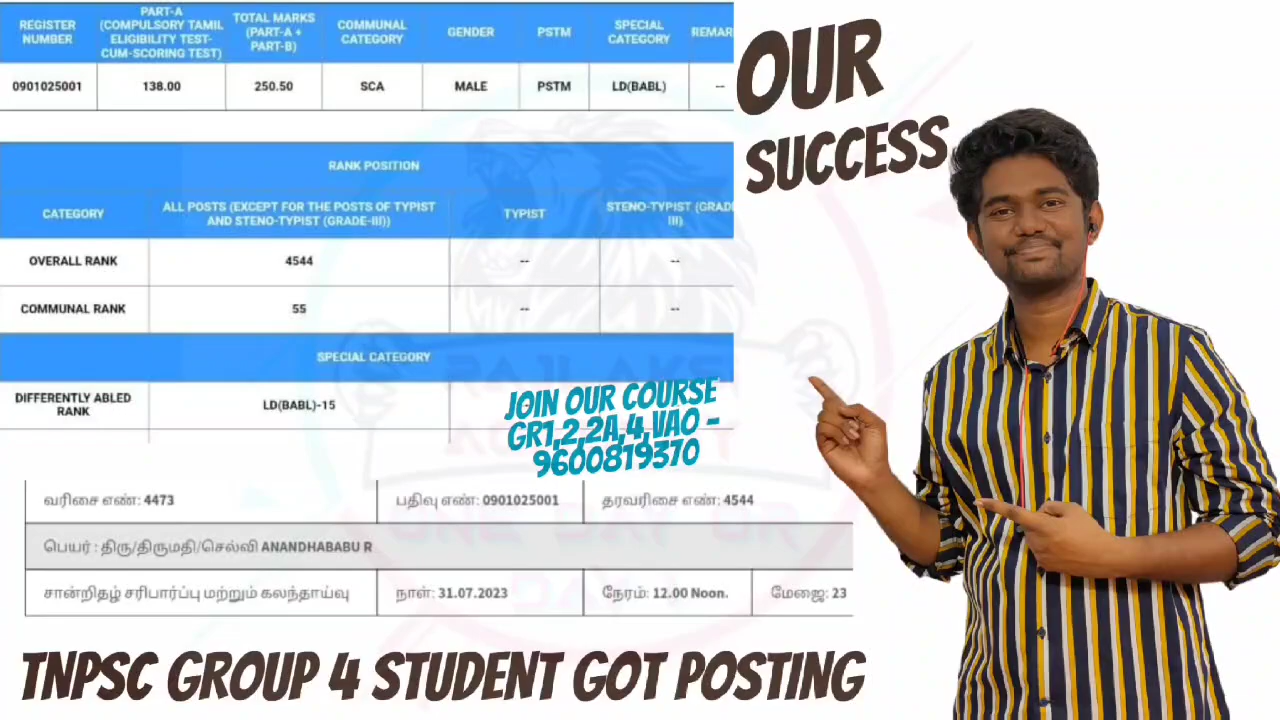 REGISTER NUMBER
PART-A (COMPULSORY TAMIL ELIGIBILITY TEST-CUM-SCORING TEST)
TOTAL MARKS (PART-A + PART-B)
COMMUNAL CATEGORY
GENDER
PSTM
SPECIAL CATEGORY
REMAR
0901025001 138.00 250.50 SCA MALE PSTM LD(BABL) --
OUR
SUCCESS
RANK POSITION
CATEGORY
ALL POSTS (EXCEPT FOR THE POSTS OF TYPIST
AND STENO-TYPIST (GRADE-III))
TYPIST
STENO-TYPIST (GRADE
III)
OVERALL RANK 4544 -- --
COMMUNAL RANK 55 -- --
SPECIAL CATEGORY
DIFFERENTLY ABLED
RANK
LD(BABL)-15
JOIN OUR COURSE
GR1,2,2A,4,VAO -
9600819370
வரிசை எண்: 4473 பதிவு எண்: 0901025001 தரவரிசை எண்: 4544
பெயர் : திரு/திருமதி/செல்வி ANANDHABABU R
சான்றிதழ் சரிபார்ப்பு மற்றும் கலந்தாய்வு நாள்: 31.07.2023 நேரம்: 12.00 Noon. மேஜை: 23
TNPSC GROUP 4 STUDENT GOT POSTING